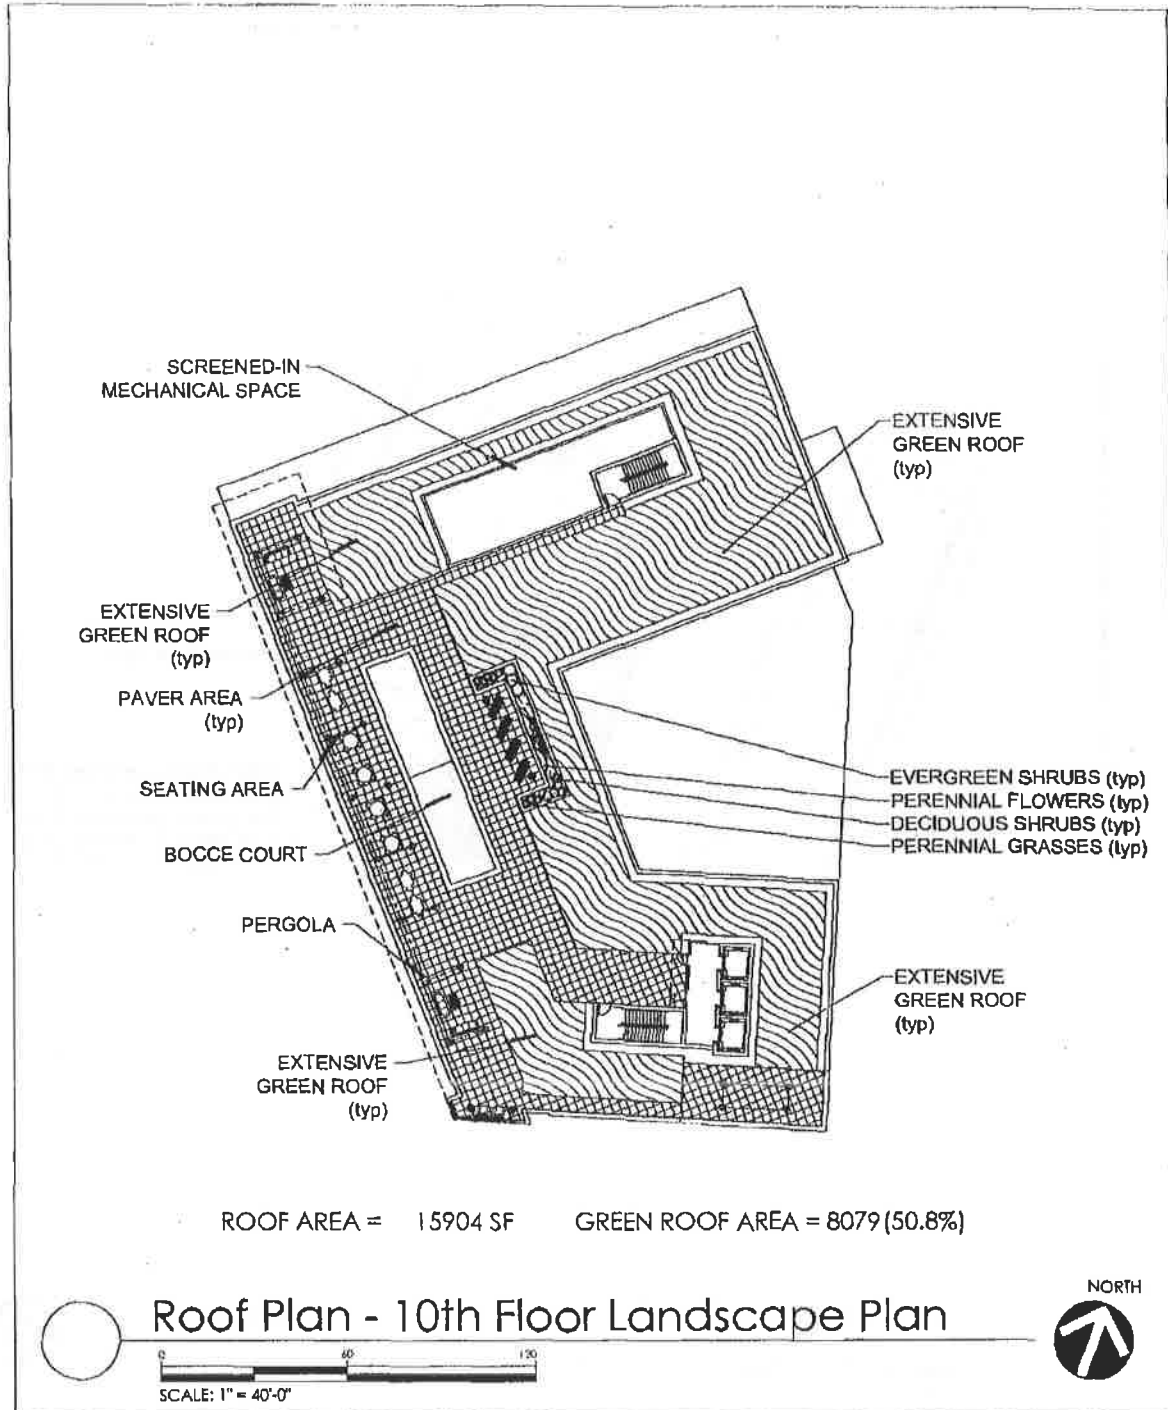 SCREENED-IN
MECHANICAL SPACE
EXTENSIVE
GREEN ROOF
(typ)
EXTENSIVE
GREEN ROOF
(typ)
PAVER AREA
(typ)
SEATING AREA
BOCCE COURT
EVERGREEN SHRUBS (typ)
PERENNIAL FLOWERS (typ)
DECIDUOUS SHRUBS (typ)
PERENNIAL GRASSES (typ)
PERGOLA
EXTENSIVE
GREEN ROOF
(typ)
EXTENSIVE
GREEN ROOF
(typ)
ROOF AREA = 15904 SF GREEN ROOF AREA = 8079 (50.8%)
NORTH
Roof Plan - 10th Floor Landscape Plan
0 60 120
SCALE: 1" = 40'-0"